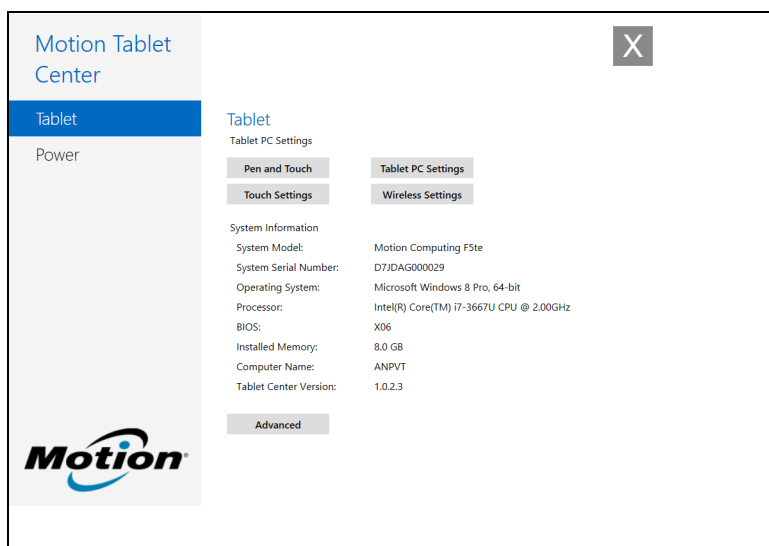 Motion Tablet
Center
X
Tablet
Power
Tablet
Tablet PC Settings
Pen and Touch
Tablet PC Settings
Touch Settings
Wireless Settings
System Information
System Model: Motion Computing F5te
System Serial Number: D7JDAG000029
Operating System: Microsoft Windows 8 Pro, 64-bit
Processor: Intel(R) Core(TM) i7-3667U CPU @ 2.00GHz
BIOS: X06
Installed Memory: 8.0 GB
Computer Name: ANPVT
Tablet Center Version: 1.0.2.3
Advanced
Motion®